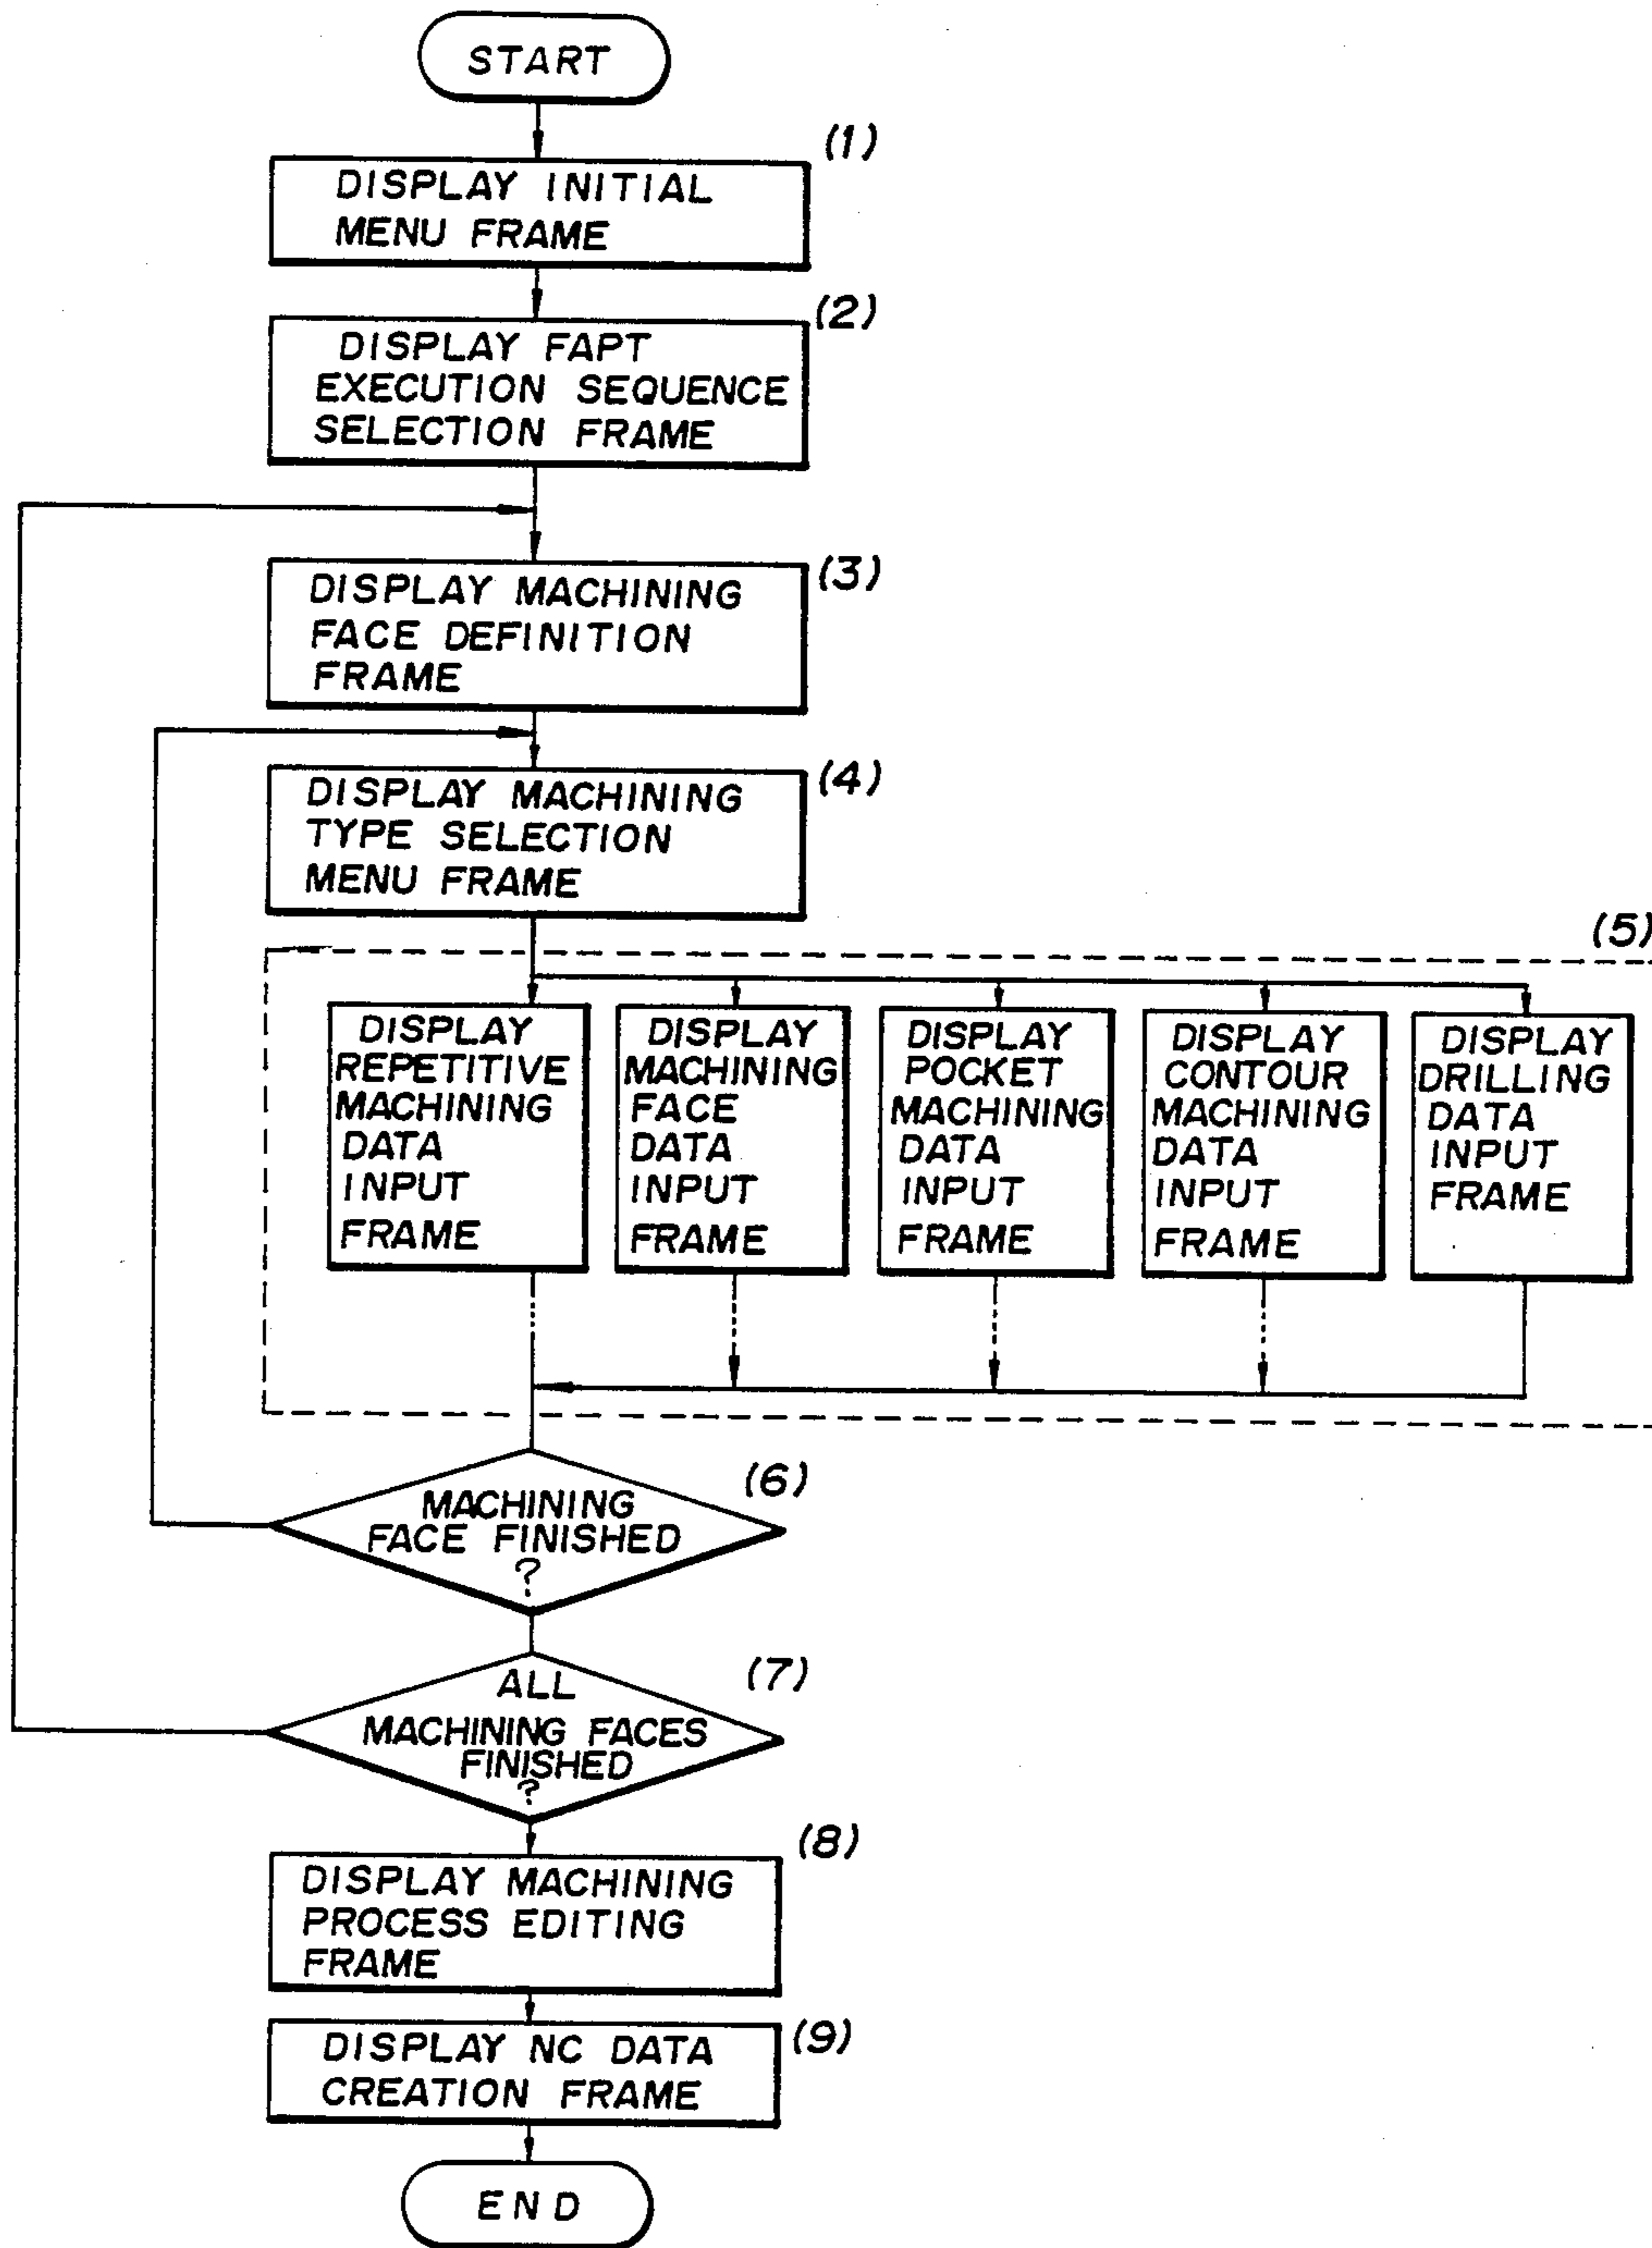 START
(1)
DISPLAY INITIAL
MENU FRAME
(2)
DISPLAY FAPT
EXECUTION SEQUENCE
SELECTION FRAME
(3)
DISPLAY MACHINING
FACE DEFINITION
FRAME
(4)
DISPLAY MACHINING
TYPE SELECTION
MENU FRAME
(5)
DISPLAY
REPETITIVE
MACHINING
DATA
INPUT
FRAME
DISPLAY
MACHINING
FACE
DATA
INPUT
FRAME
DISPLAY
POCKET
MACHINING
DATA
INPUT
FRAME
DISPLAY
CONTOUR
MACHINING
DATA
INPUT
FRAME
DISPLAY
DRILLING
DATA
INPUT
FRAME
(6)
MACHINING
FACE FINISHED
?
(7)
ALL
MACHINING FACES
FINISHED
?
(8)
DISPLAY MACHINING
PROCESS EDITING
FRAME
(9)
DISPLAY NC DATA
CREATION FRAME
END